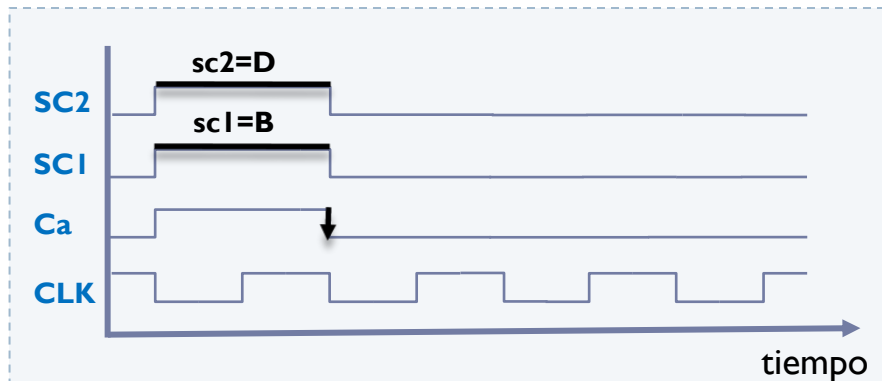 sc2=D
SC2
sc1=B
SC1
Ca
CLK
tiempo